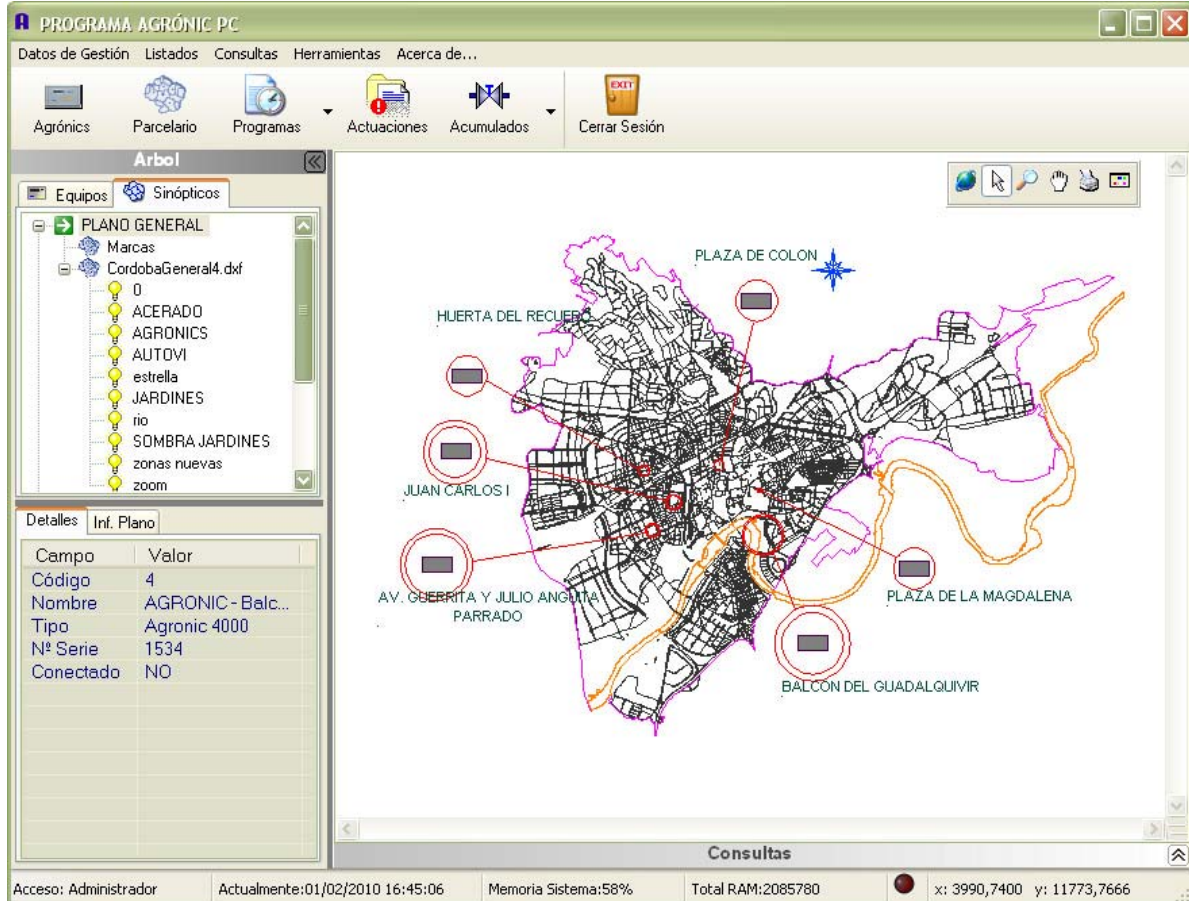 PROGRAMA AGRÓNIC PC
Datos de Gestión Listados Consultas Herramientas Acerca de...
Agrónics Parcelario Programas Actuaciones Acumulados EXIT Cerrar Sesión
Arbol
Equipos Sinópticos
PLANO GENERAL
Marcas
CordobaGeneral4.dxf
0
ACERADO
AGRONICS
AUTOVI
estrella
JARDINES
rio
SOMBRA JARDINES
zonas nuevas
zoom
Detalles Inf. Plano
Campo Valor
Código 4
Nombre AGRONIC - Balc...
Tipo Agronic 4000
Nº Serie 1534
Conectado NO
PLAZA DE COLON
HUERTA DEL RECUERO
JUAN CARLOS I
AV. GUERRITA Y JULIO ANGUITA
PARRADO
PLAZA DE LA MAGDALENA
BALCON DEL GUADALQUIVIR
Consultas
Acceso: Administrador Actualmente:01/02/2010 16:45:06 Memoria Sistema:58% Total RAM:2085780 x: 3990,7400 y: 11773,7666